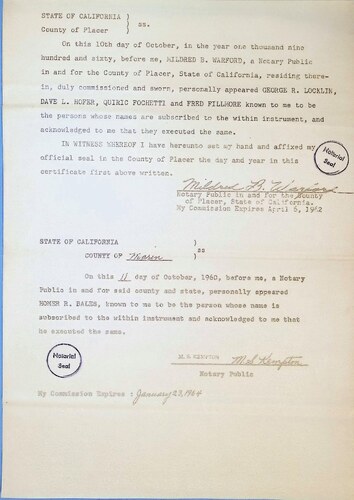 STATE OF CALIFORNIA
County of Placer } ss.
On this 10th day of October, in the year one thousand nine
hundred and sixty, before me, MILDRED B. WARFORD, a Notary Public
in and for the County of Placer, State of California, residing there-
in, duly commissioned and sworn, personally appeared GEORGE R. LOCKLIN,
DAVE L. HOFER, QUIRIC FOCHETTI and FRED FILLMORE known to me to be
the persons whose names are subscribed to the within instrument, and
acknowledged to me that they executed the same.
In WITNESS WHEREOF I have hereunto set my hand and affixed my
official seal in the County of Placer the day and year in this
certificate first above written.
Notorial
Seal
Mildred B. Warford
Notary Public in and for the County
of Placer, State of California.
My Commission Expires April 5, 1962
STATE OF CALIFORNIA )
) ss
COUNTY OF Marin )
On this 11 day of October, 1960, before me, a Notary
Public in and for said county and state, personally appeared
HOMER R. BALDS, known to me to be the person whose name is
subscribed to the within instrument and acknowledged to me that
he executed the same.
Notorial
Seal
KEMPTON Kempton
Notary Public
My Commission Expires: January 27, 1964